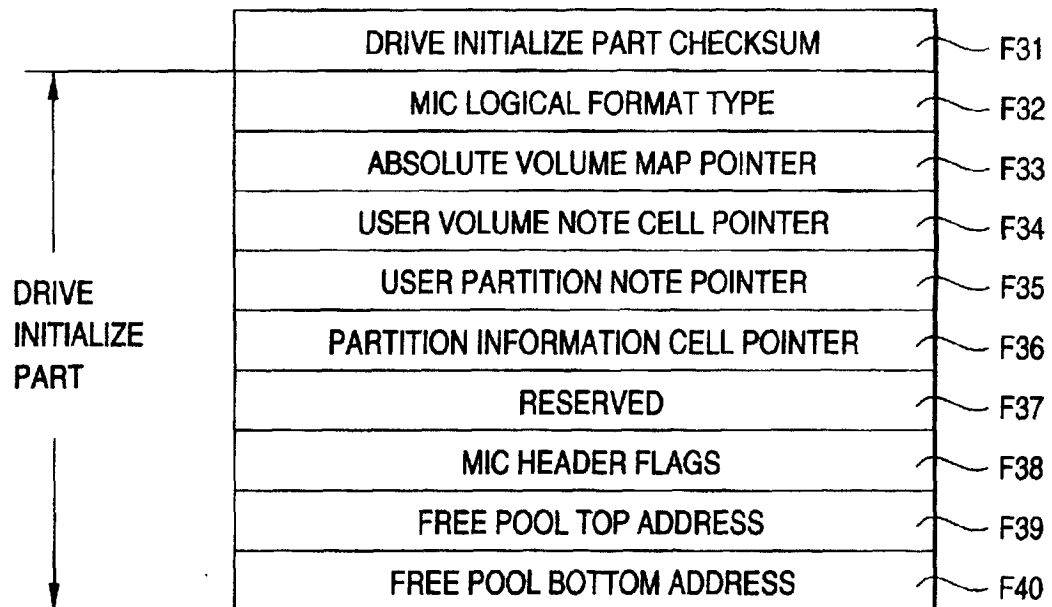 DRIVE INITIALIZE PART CHECKSUM F31
MIC LOGICAL FORMAT TYPE F32
ABSOLUTE VOLUME MAP POINTER F33
USER VOLUME NOTE CELL POINTER F34
USER PARTITION NOTE POINTER F35
PARTITION INFORMATION CELL POINTER F36
RESERVED F37
MIC HEADER FLAGS F38
FREE POOL TOP ADDRESS F39
FREE POOL BOTTOM ADDRESS F40
DRIVE
INITIALIZE
PART